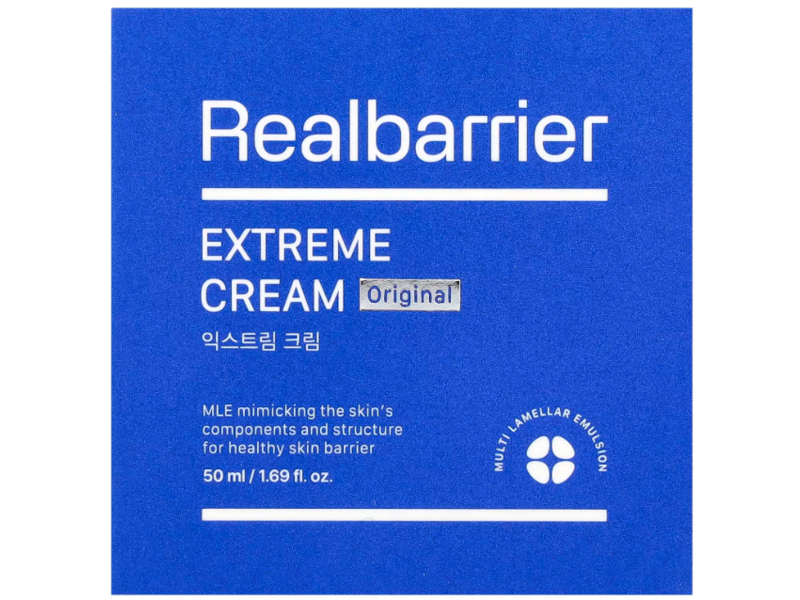 Realbarrier
EXTREME
CREAM Original
익스트림 크림
MLE mimicking the skin's
components and structure
for healthy skin barrier
50 ml / 1.69 fl. oz.
MULTI LAMELLAR EMULSION